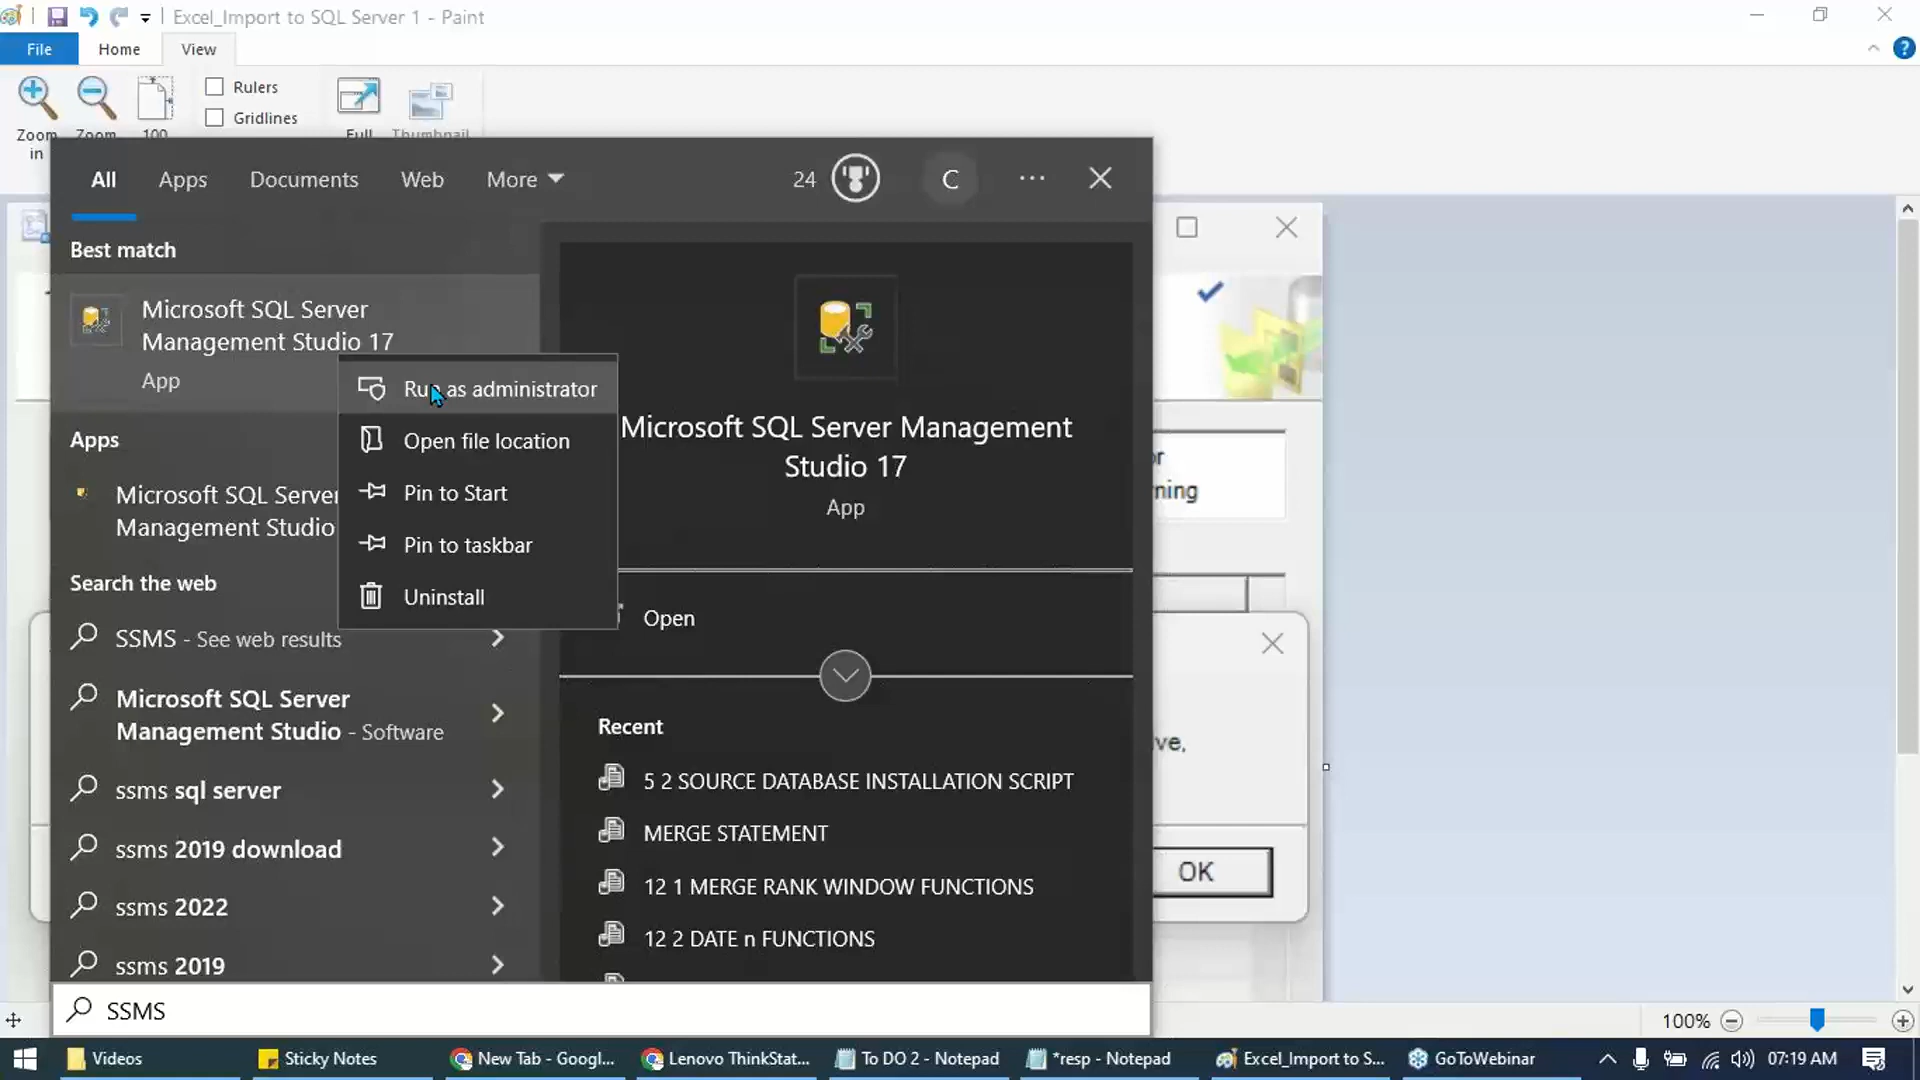 Excel_Import to SQL Server 1 - Paint
File
Home
View
Zoom in
Zoom
100
Rulers
Gridlines
Full
Thumbnail
All
Apps
Documents
Web
More
24
C
Best match
Microsoft SQL Server
Management Studio 17
App
Run as administrator
Open file location
Pin to Start
Pin to taskbar
Uninstall
Apps
Microsoft SQL Server
Management Studio
Search the web
SSMS - See web results
Microsoft SQL Server
Management Studio - Software
ssms sql server
ssms 2019 download
ssms 2022
ssms 2019
SSMS
Microsoft SQL Server Management
Studio 17
App
Open
Recent
5 2 SOURCE DATABASE INSTALLATION SCRIPT
MERGE STATEMENT
12 1 MERGE RANK WINDOW FUNCTIONS
12 2 DATE n FUNCTIONS
or
ning
ve,
OK
100%
Videos
Sticky Notes
New Tab - Googl...
Lenovo ThinkStat...
To DO 2 - Notepad
*resp - Notepad
Excel_Import to S...
GoToWebinar
07:19 AM